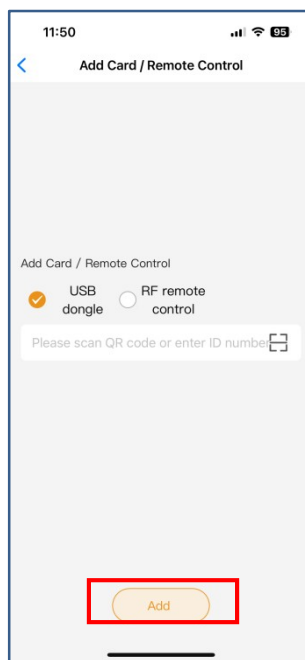 11:50
95
Add Card / Remote Control
Add Card / Remote Control
USB dongle
RF remote control
Please scan QR code or enter ID number
Add